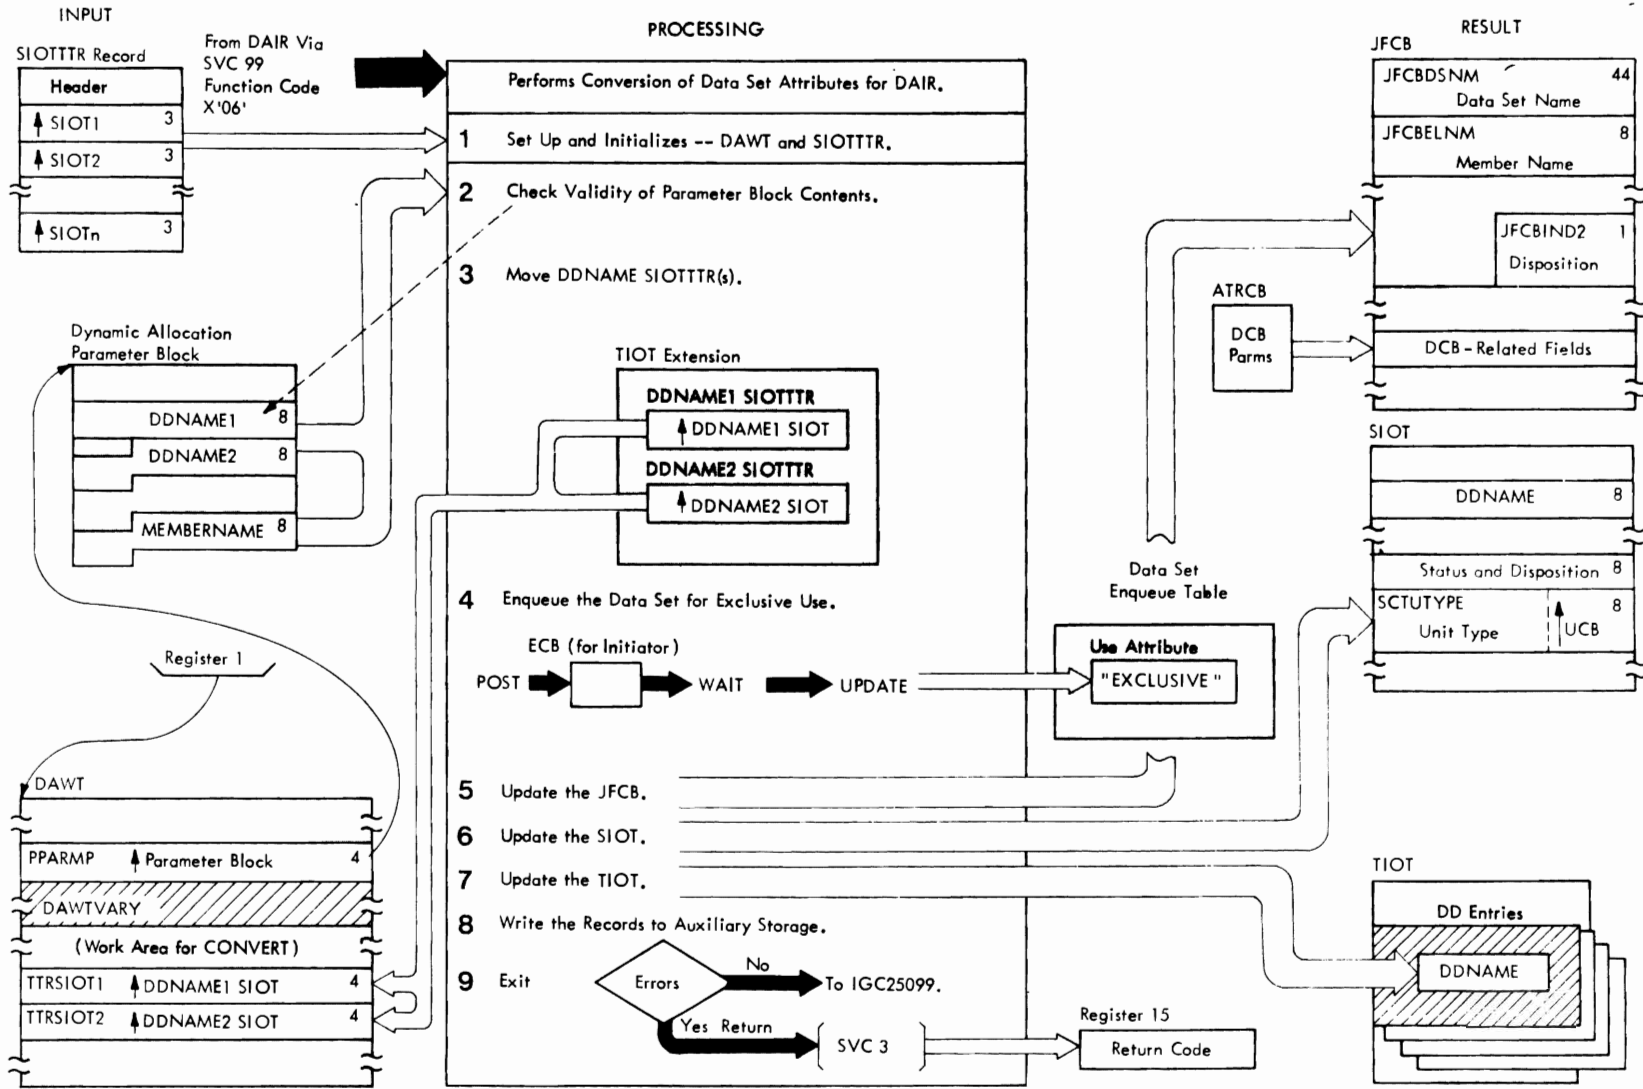 INPUT
SIOTTTR Record
Header
SIOT1 3
SIOT2 3
SIOTn 3
From DAIR Via
SVC 99
Function Code
X'06'
Dynamic Allocation
Parameter Block
DDNAME1 8
DDNAME2 8
MEMBERNAME 8
Register 1
DAWT
PPARMP Parameter Block 4
DAWTVARY
(Work Area for CONVERT)
TTRSIOT1 DDNAME1 SIOT 4
TTRSIOT2 DDNAME2 SIOT 4
PROCESSING
Performs Conversion of Data Set Attributes for DAIR.
1 Set Up and Initializes -- DAWT and SIOTTTR.
2 Check Validity of Parameter Block Contents.
3 Move DDNAME SIOTTTR(s).
TIOT Extension
DDNAME1 SIOTTTR
DDNAME1 SIOT
DDNAME2 SIOTTTR
DDNAME2 SIOT
4 Enqueue the Data Set for Exclusive Use.
ECB (for Initiator)
POST WAIT UPDATE
5 Update the JFCB.
6 Update the SIOT.
7 Update the TIOT.
8 Write the Records to Auxiliary Storage.
9 Exit
Errors
No
To IGC25099.
Yes Return
SVC 3
Data Set
Enqueue Table
Use Attribute
"EXCLUSIVE"
Register 15
Return Code
RESULT
JFCB
JFCBDSNM 44
Data Set Name
JFCBELNM 8
Member Name
JFCBIND2 1
Disposition
ATRCB
DCB
Parms
DCB-Related Fields
SIOT
DDNAME 8
Status and Disposition 8
SCTUTYPE 8
Unit Type UCB
TIOT
DD Entries
DDNAME